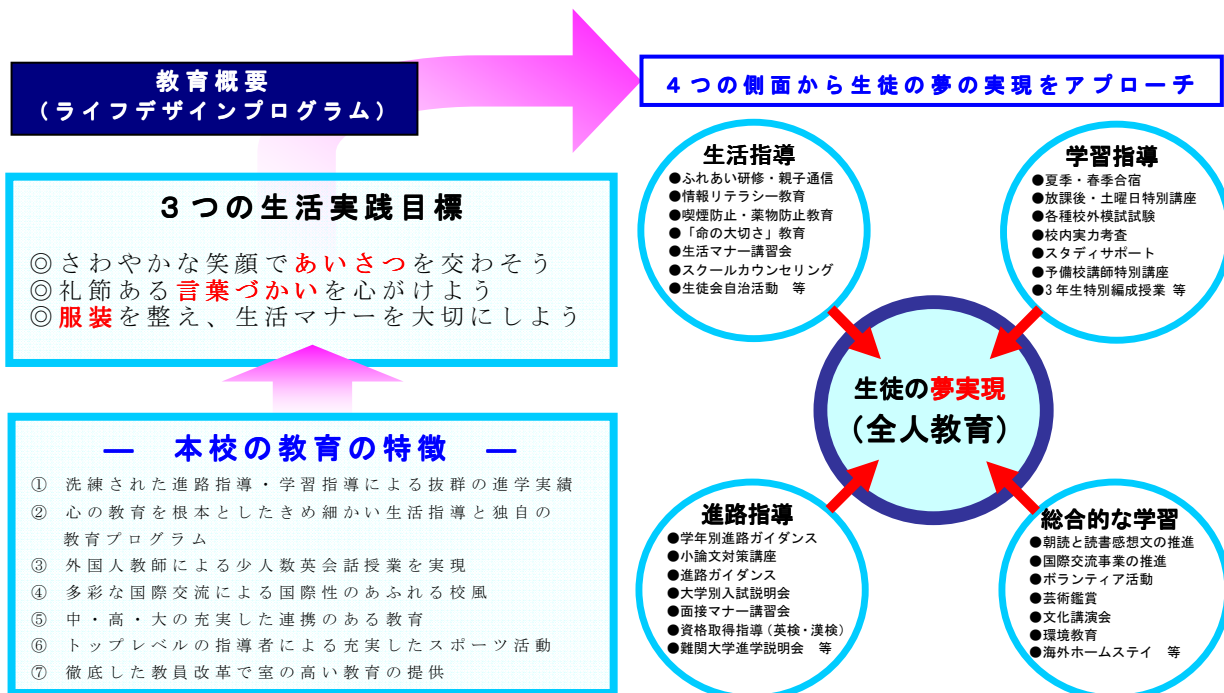 教育概要
（ライフデザインプログラム）
３つの生活実践目標
◎さわやかな笑顔であいさつを交わそう
◎礼節ある言葉づかいを心がけよう
◎服装を整え、生活マナーを大切にしよう
― 本校の教育の特徴 ―
① 洗練された進路指導・学習指導による抜群の進学実績
② 心の教育を根本としたきめ細かい生活指導と独自の
教育プログラム
③ 外国人教師による少人数英会話授業を実現
④ 多彩な国際交流による国際性のあふれる校風
⑤ 中・高・大の充実した連携のある教育
⑥ トップレベルの指導者による充実したスポーツ活動
⑦ 徹底した教員改革で室の高い教育の提供
４つの側面から生徒の夢の実現をアプローチ
生活指導
●ふれあい研修・親子通信
●情報リテラシー教育
●喫煙防止・薬物防止教育
●「命の大切さ」教育
●生活マナー講習会
●スクールカウンセリング
●生徒会自治活動 等
学習指導
●夏季・春季合宿
●放課後・土曜日特別講座
●各種校外模試試験
●校内実力考査
●スタディサポート
●予備校講師特別講座
●3年生特別編成授業 等
生徒の夢実現
（全人教育）
進路指導
●学年別進路ガイダンス
●小論文対策講座
●進路ガイダンス
●大学別入試説明会
●面接マナー講習会
●資格取得指導（英検・漢検）
●難関大学進学説明会 等
総合的な学習
●朝読と読書感想文の推進
●国際交流事業の推進
●ボランティア活動
●芸術鑑賞
●文化講演会
●環境教育
●海外ホームステイ 等